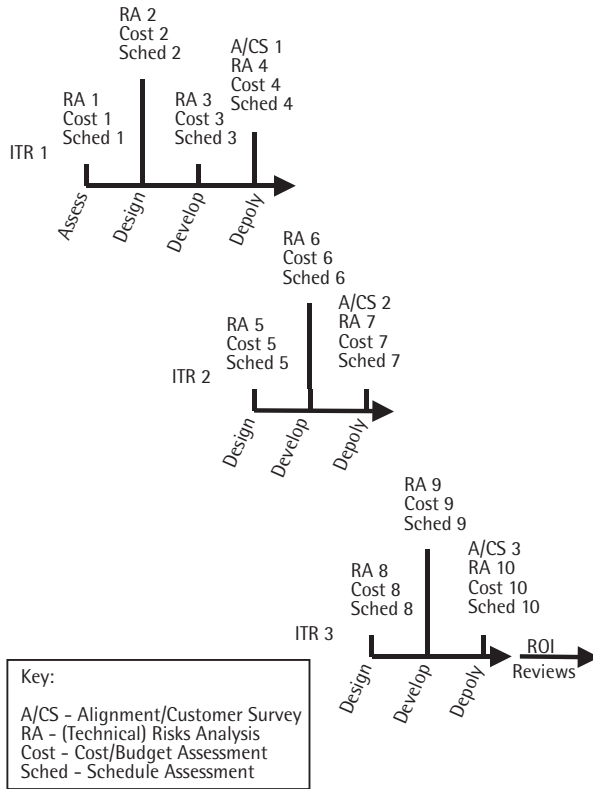 RA 2
Cost 2
Sched 2
A/CS 1
RA 4
Cost 4
Sched 4
RA 1
Cost 1
Sched 1
RA 3
Cost 3
Sched 3
ITR 1
Assess
Design
Develop
Depoly
RA 6
Cost 6
Sched 6
A/CS 2
RA 7
Cost 7
Sched 7
RA 5
Cost 5
Sched 5
ITR 2
Design
Develop
Depoly
RA 9
Cost 9
Sched 9
A/CS 3
RA 10
Cost 10
Sched 10
RA 8
Cost 8
Sched 8
ITR 3
ROI
Reviews
Design
Develop
Depoly
Key:
A/CS - Alignment/Customer Survey
RA - (Technical) Risks Analysis
Cost - Cost/Budget Assessment
Sched - Schedule Assessment